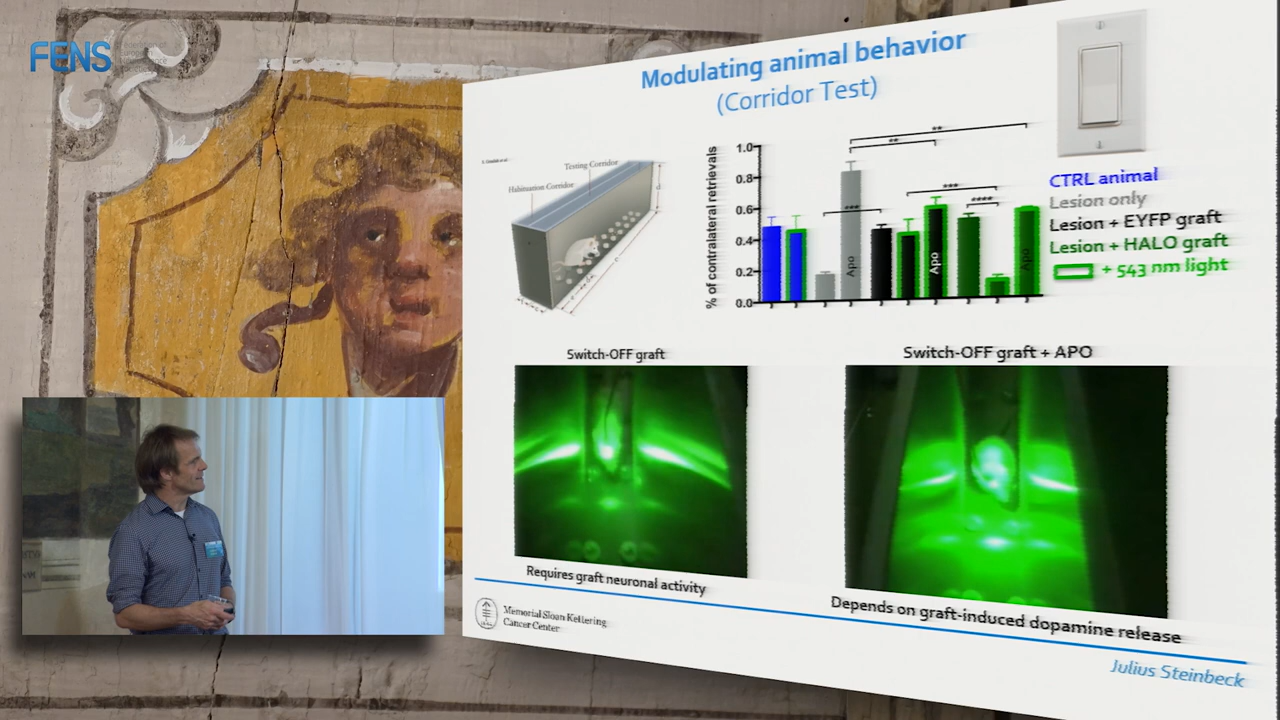 FENS
Modulating animal behavior
(Corridor Test)
Testing Corridor
Habituation Corridor
% of contralateral retrievals
1.0
0.8
0.6
0.4
0.2
0.0
**
**
***
***
****
Apo
Apo
Apo
CTRL animal
Lesion only
Lesion + EYFP graft
Lesion + HALO graft
+ 543 nm light
Switch-OFF graft
Switch-OFF graft + APO
Requires graft neuronal activity
Depends on graft-induced dopamine release
Memorial Sloan Kettering
Cancer Center
Julius Steinbeck